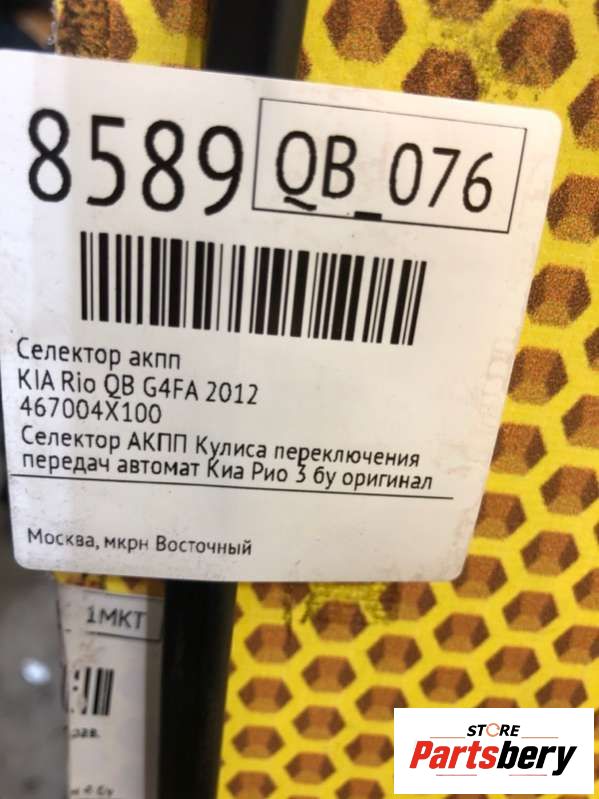 8589 QB_076
Селектор акпп
KIA Rio QB G4FA 2012
467004X100
Селектор АКПП Кулиса переключения
передач автомат Киа Рио 3 бу оригинал
Москва, мкрн Восточный
1МКТ
STORE
Partsbery